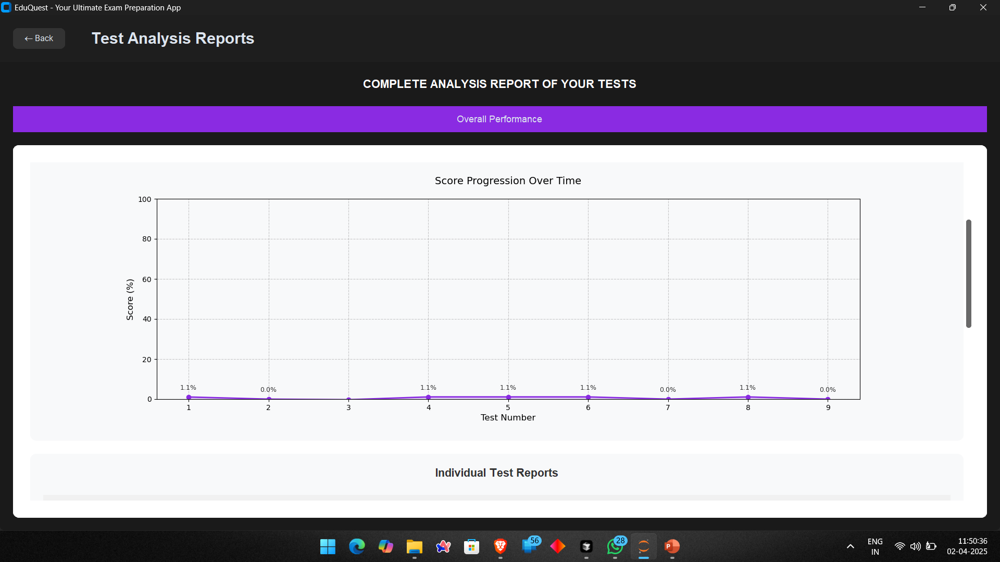 EduQuest - Your Ultimate Exam Preparation App
← Back
Test Analysis Reports
COMPLETE ANALYSIS REPORT OF YOUR TESTS
Overall Performance
Score Progression Over Time
100
80
60
40
20
0
Score (%)
1.1%
0.0%
1.1%
1.1%
1.1%
0.0%
1.1%
0.0%
1 2 3 4 5 6 7 8 9
Test Number
Individual Test Reports
56
28
P
ENG
IN
11:50:36
02-04-2025